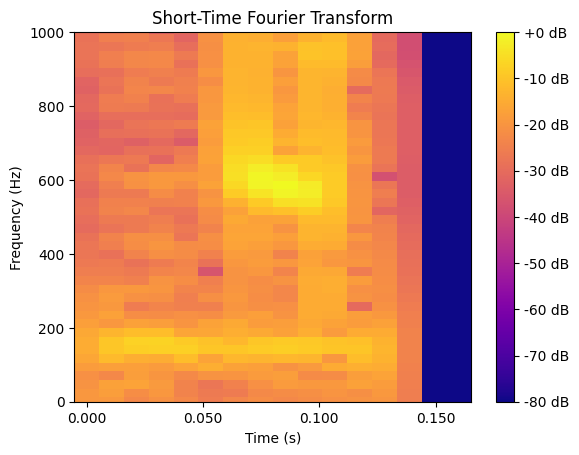 Short-Time Fourier Transform
1000
800
600
400
200
0
Frequency (Hz)
0.000
0.050
0.100
0.150
Time (s)
+0 dB
-10 dB
-20 dB
-30 dB
-40 dB
-50 dB
-60 dB
-70 dB
-80 dB